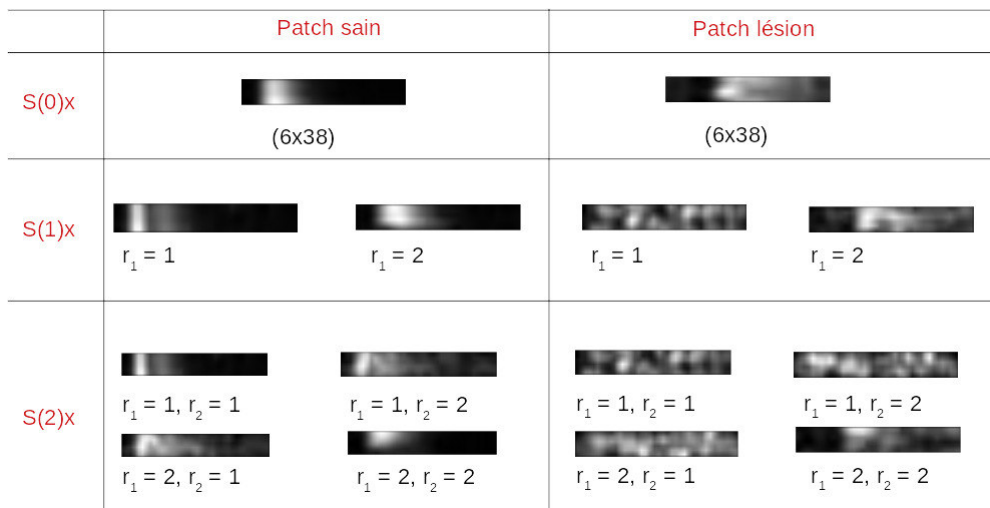 Patch sain Patch lésion
S(0)x
(6x38) (6x38)
S(1)x
r₁ = 1 r₁ = 2 r₁ = 1 r₁ = 2
S(2)x
r₁ = 1, r₂ = 1 r₁ = 1, r₂ = 2 r₁ = 1, r₂ = 1 r₁ = 1, r₂ = 2
r₁ = 2, r₂ = 1 r₁ = 2, r₂ = 2 r₁ = 2, r₂ = 1 r₁ = 2, r₂ = 2